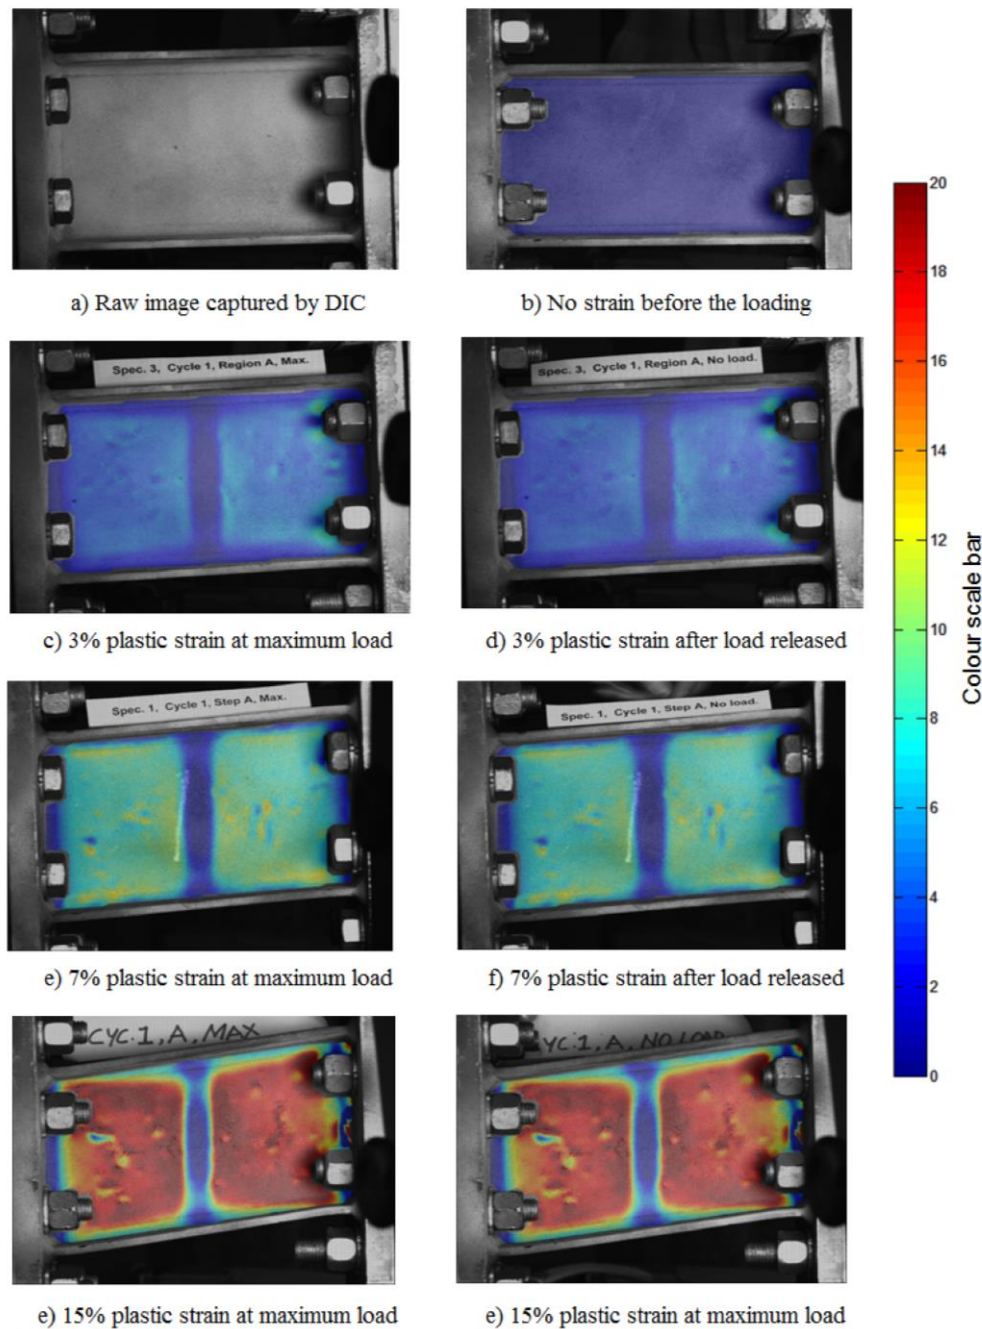 a) Raw image captured by DIC
b) No strain before the loading
Spec. 3, Cycle 1, Region A, Max.
Spec. 3, Cycle 1, Region A, No load.
c) 3% plastic strain at maximum load
d) 3% plastic strain after load released
Spec. 1, Cycle 1, Step A, Max.
Spec. 1, Cycle 1, Step A, No load.
e) 7% plastic strain at maximum load
f) 7% plastic strain after load released
CYC.1, A, MAX
YC:1, A, NO LOAD
e) 15% plastic strain at maximum load
e) 15% plastic strain at maximum load
20
18
16
14
12
10
8
6
4
2
0
Colour scale bar